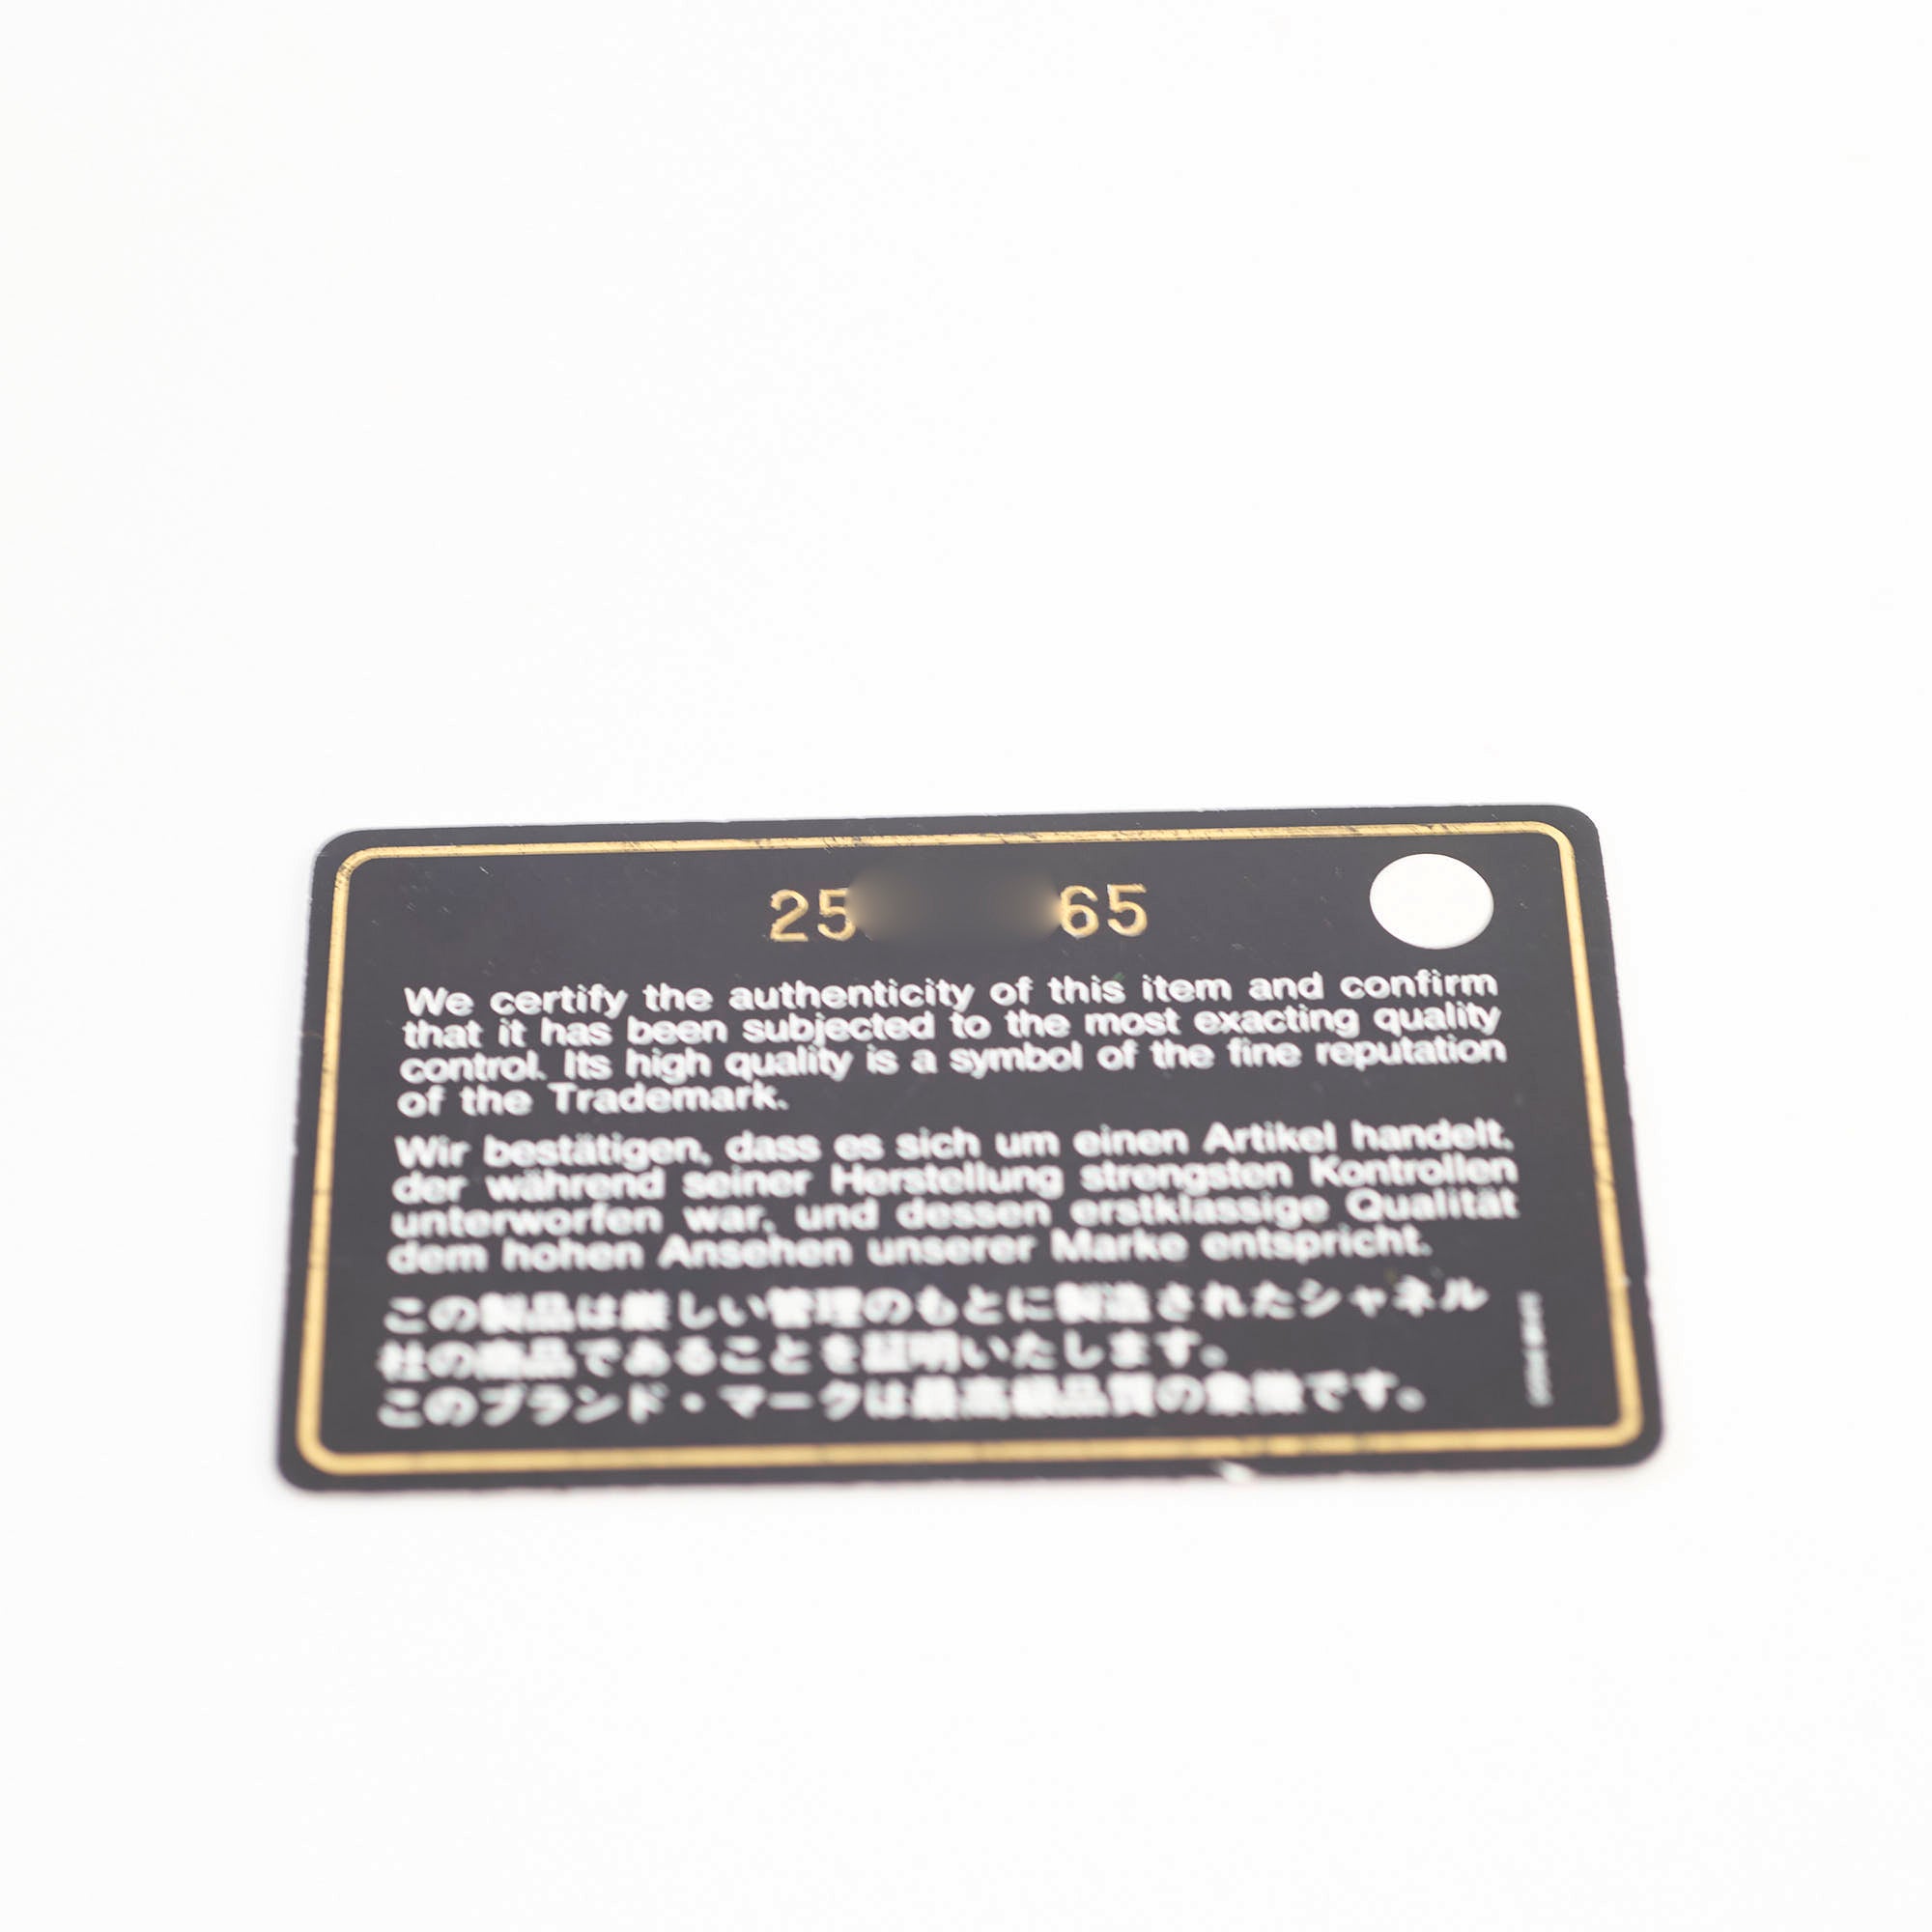 25 65
We certify the authenticity of this item and confirm
that it has been subjected to the most exacting quality
control. Its high quality is a symbol of the fine reputation
of the Trademark.
Wir bestätigen, dass es sich um einen Artikel handelt,
der während seiner Herstellung strengsten Kontrollen
unterworfen war, und dessen erstklassige Qualität
dem hohen Ansehen unserer Marke entspricht.
この製品は厳しい管理のもとに製造されたシャネル
社の商品であることを証明いたします。
このブランド・マークは最高級品質の象徴です。